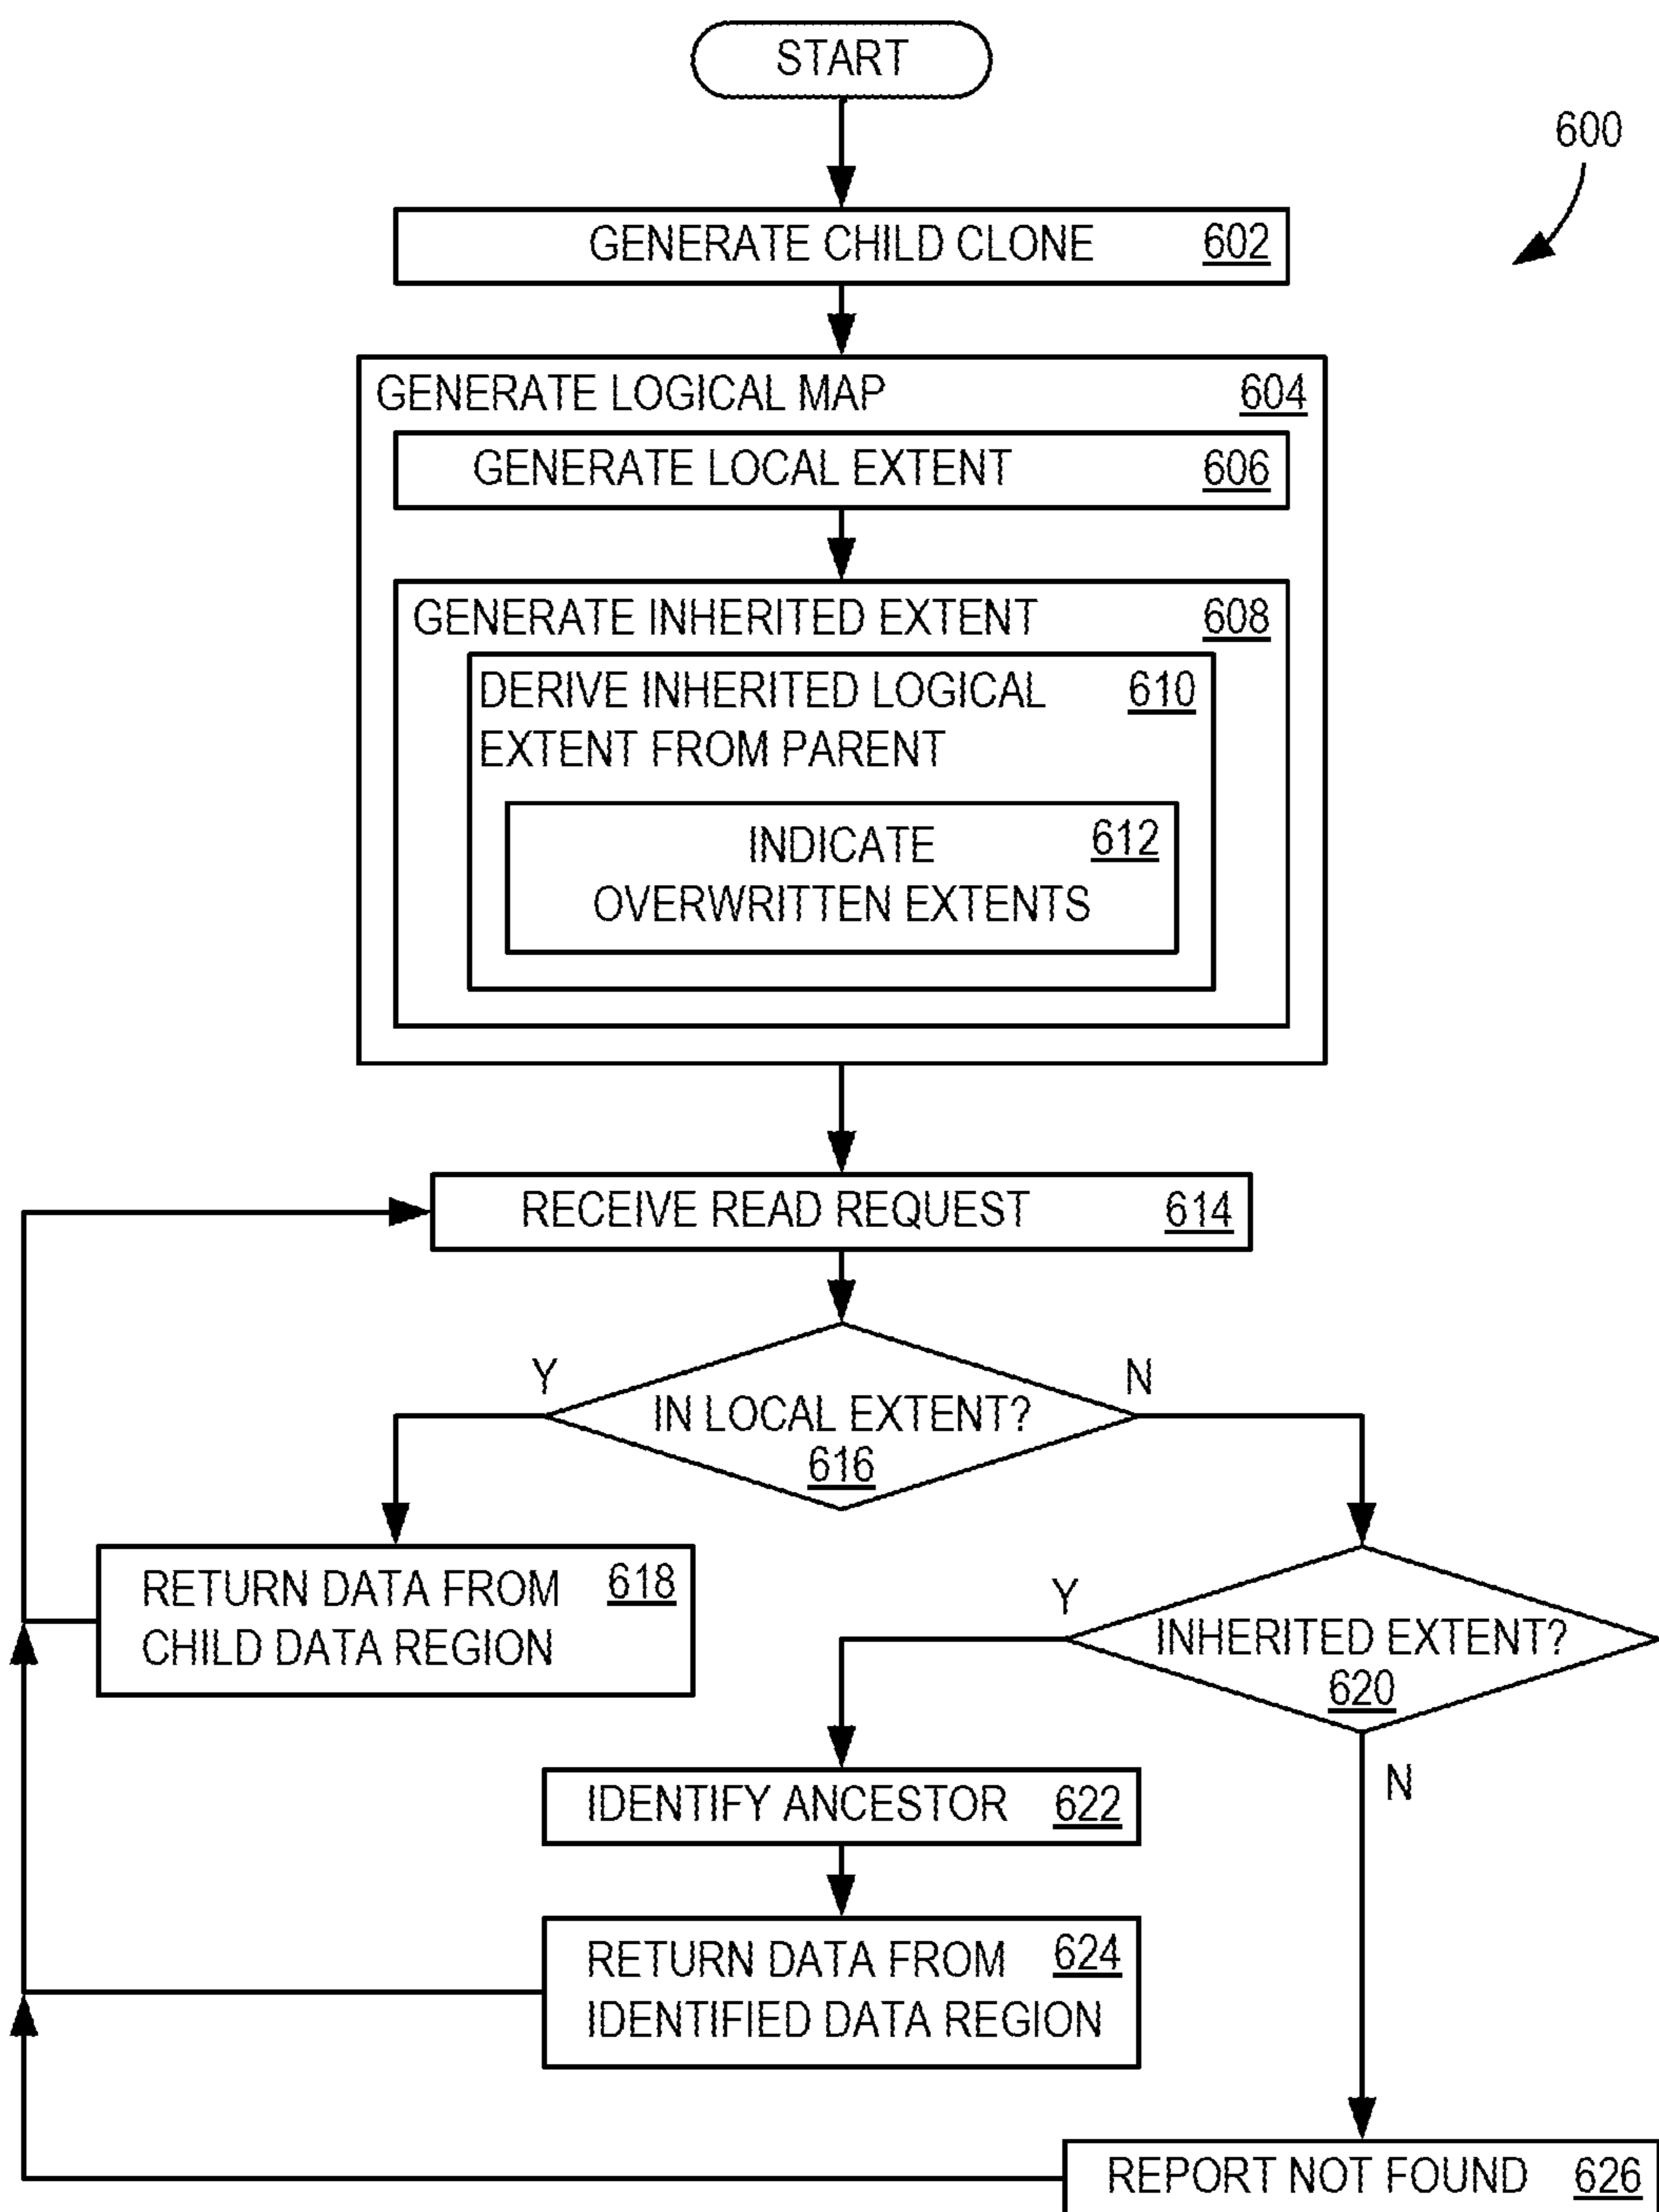 START
600
GENERATE CHILD CLONE 602
GENERATE LOGICAL MAP 604
GENERATE LOCAL EXTENT 606
GENERATE INHERITED EXTENT 608
DERIVE INHERITED LOGICAL 610
EXTENT FROM PARENT
INDICATE 612
OVERWRITTEN EXTENTS
RECEIVE READ REQUEST 614
Y
N
IN LOCAL EXTENT?
616
RETURN DATA FROM 618
CHILD DATA REGION
Y
INHERITED EXTENT?
620
N
IDENTIFY ANCESTOR 622
RETURN DATA FROM 624
IDENTIFIED DATA REGION
REPORT NOT FOUND 626